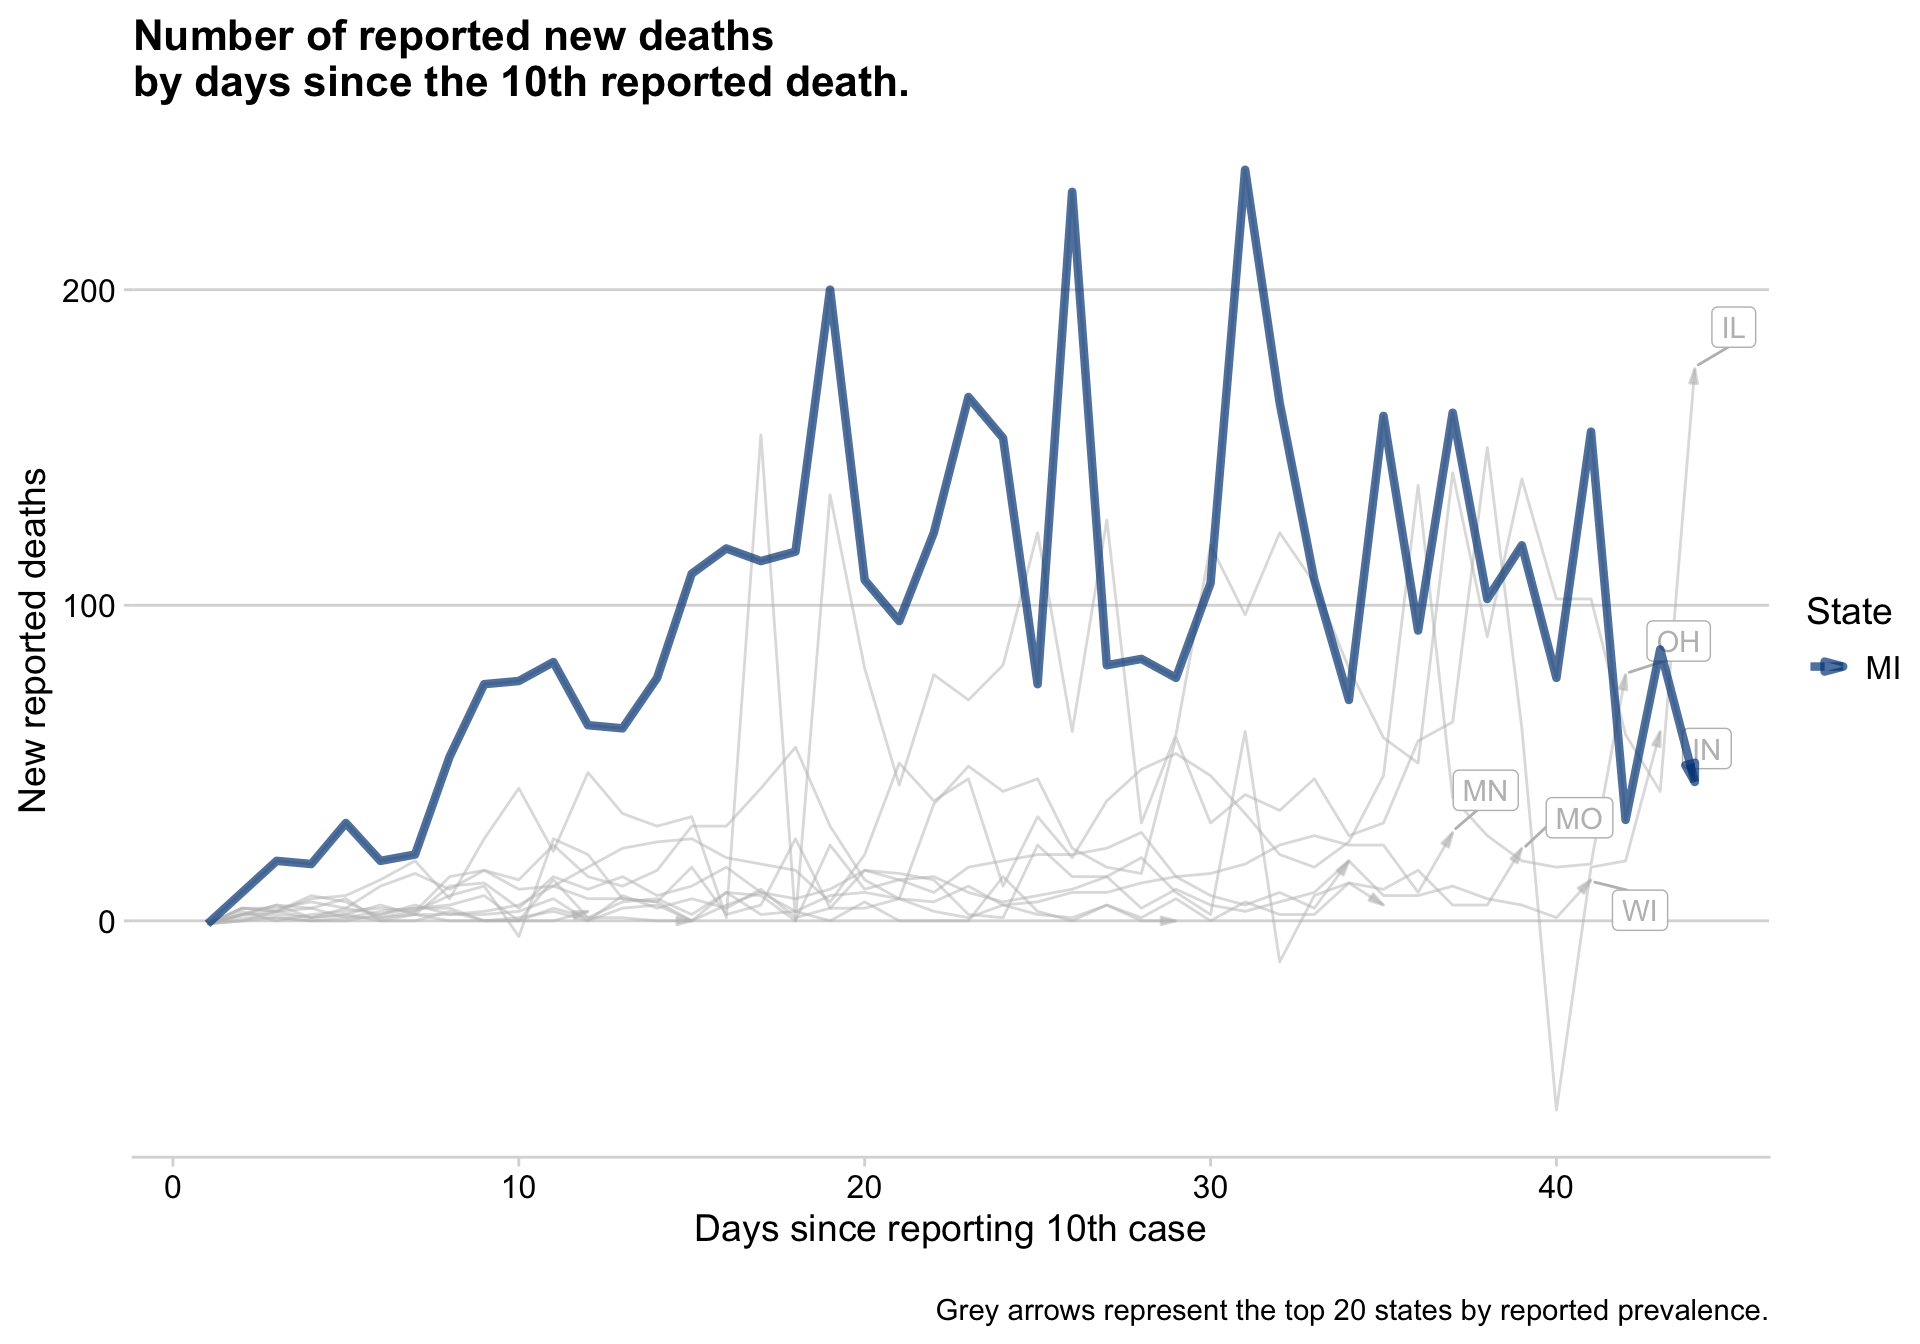 Number of reported new deaths
by days since the 10th reported death.
New reported deaths
200
100
0
IL
OH
IN
MN
MO
WI
State
MI
0 10 20 30 40
Days since reporting 10th case
Grey arrows represent the top 20 states by reported prevalence.